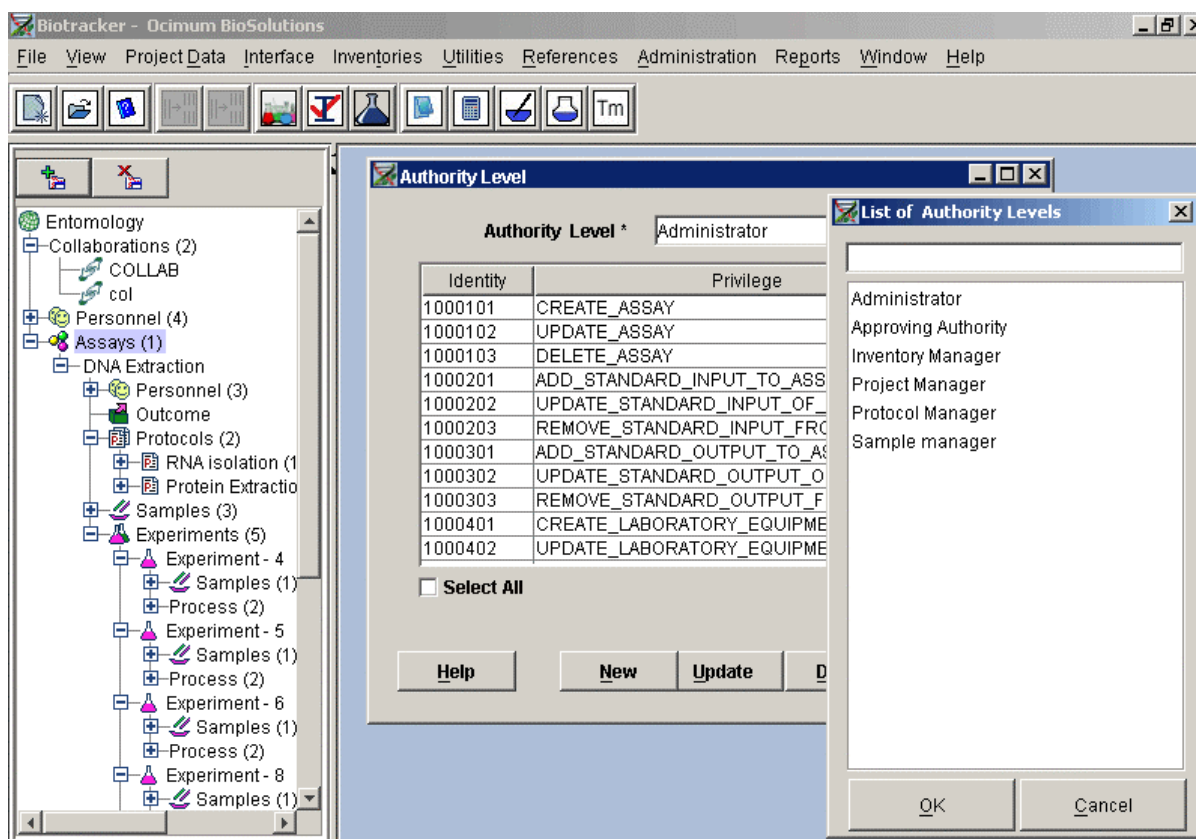 Biotracker - Ocimum BioSolutions
File View Project Data Interface Inventories Utilities References Administration Reports Window Help
Tm
Entomology
Collaborations (2)
COLLAB
col
Personnel (4)
Assays (1)
DNA Extraction
Personnel (3)
Outcome
Protocols (2)
RNA isolation (1
Protein Extractio
Samples (3)
Experiments (5)
Experiment - 4
Samples (1)
Process (2)
Experiment - 5
Samples (1)
Process (2)
Experiment - 6
Samples (1)
Process (2)
Experiment - 8
Samples (1)
Authority Level
Authority Level * Administrator
Identity Privilege
1000101 CREATE_ASSAY
1000102 UPDATE_ASSAY
1000103 DELETE_ASSAY
1000201 ADD_STANDARD_INPUT_TO_ASS
1000202 UPDATE_STANDARD_INPUT_OF_
1000203 REMOVE_STANDARD_INPUT_FRO
1000301 ADD_STANDARD_OUTPUT_TO_AS
1000302 UPDATE_STANDARD_OUTPUT_O
1000303 REMOVE_STANDARD_OUTPUT_F
1000401 CREATE_LABORATORY_EQUIPME
1000402 UPDATE_LABORATORY_EQUIPME
Select All
Help New Update D
List of Authority Levels
Administrator
Approving Authority
Inventory Manager
Project Manager
Protocol Manager
Sample manager
OK Cancel